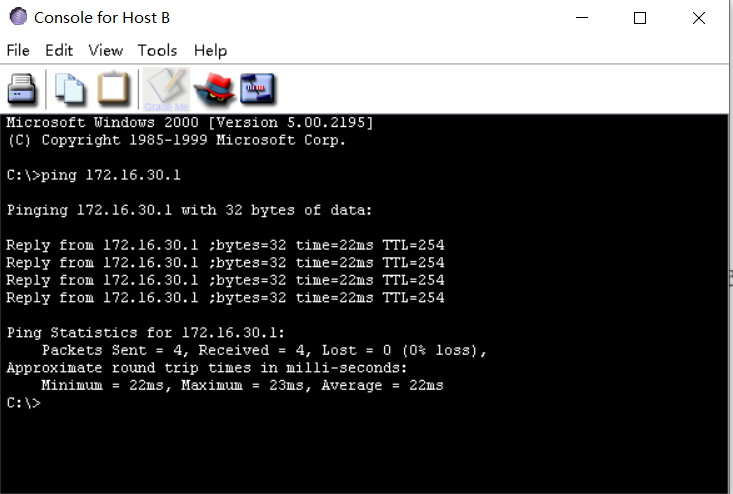 Console for Host B
File Edit View Tools Help
Grade Me
Microsoft Windows 2000 [Version 5.00.2195]
(C) Copyright 1985-1999 Microsoft Corp.
C:\>ping 172.16.30.1
Pinging 172.16.30.1 with 32 bytes of data:
Reply from 172.16.30.1 ;bytes=32 time=22ms TTL=254
Reply from 172.16.30.1 ;bytes=32 time=22ms TTL=254
Reply from 172.16.30.1 ;bytes=32 time=22ms TTL=254
Reply from 172.16.30.1 ;bytes=32 time=22ms TTL=254
Ping Statistics for 172.16.30.1:
Packets Sent = 4, Received = 4, Lost = 0 (0% loss),
Approximate round trip times in milli-seconds:
Minimum = 22ms, Maximum = 23ms, Average = 22ms
C:\>